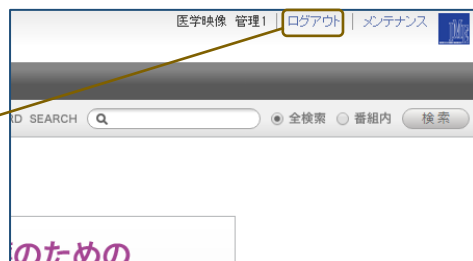 医学映像 管理1 | ログアウト | メンテナンス
RD SEARCH 全検索 番組内 検索
のための